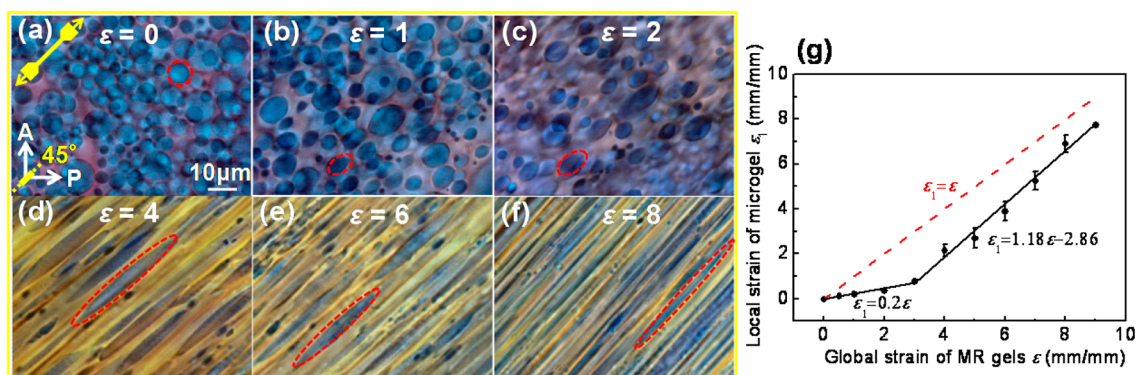 (a) ε = 0
A
45°
P
10μm
(b) ε = 1
(c) ε = 2
(d) ε = 4
(e) ε = 6
(f) ε = 8
(g)
Local strain of microgel ε₁ (mm/mm)
10
8
6
4
2
0
ε₁=ε
ε₁=1.18ε−2.86
ε₁=0.2ε
0 2 4 6 8 10
Global strain of MR gels ε (mm/mm)